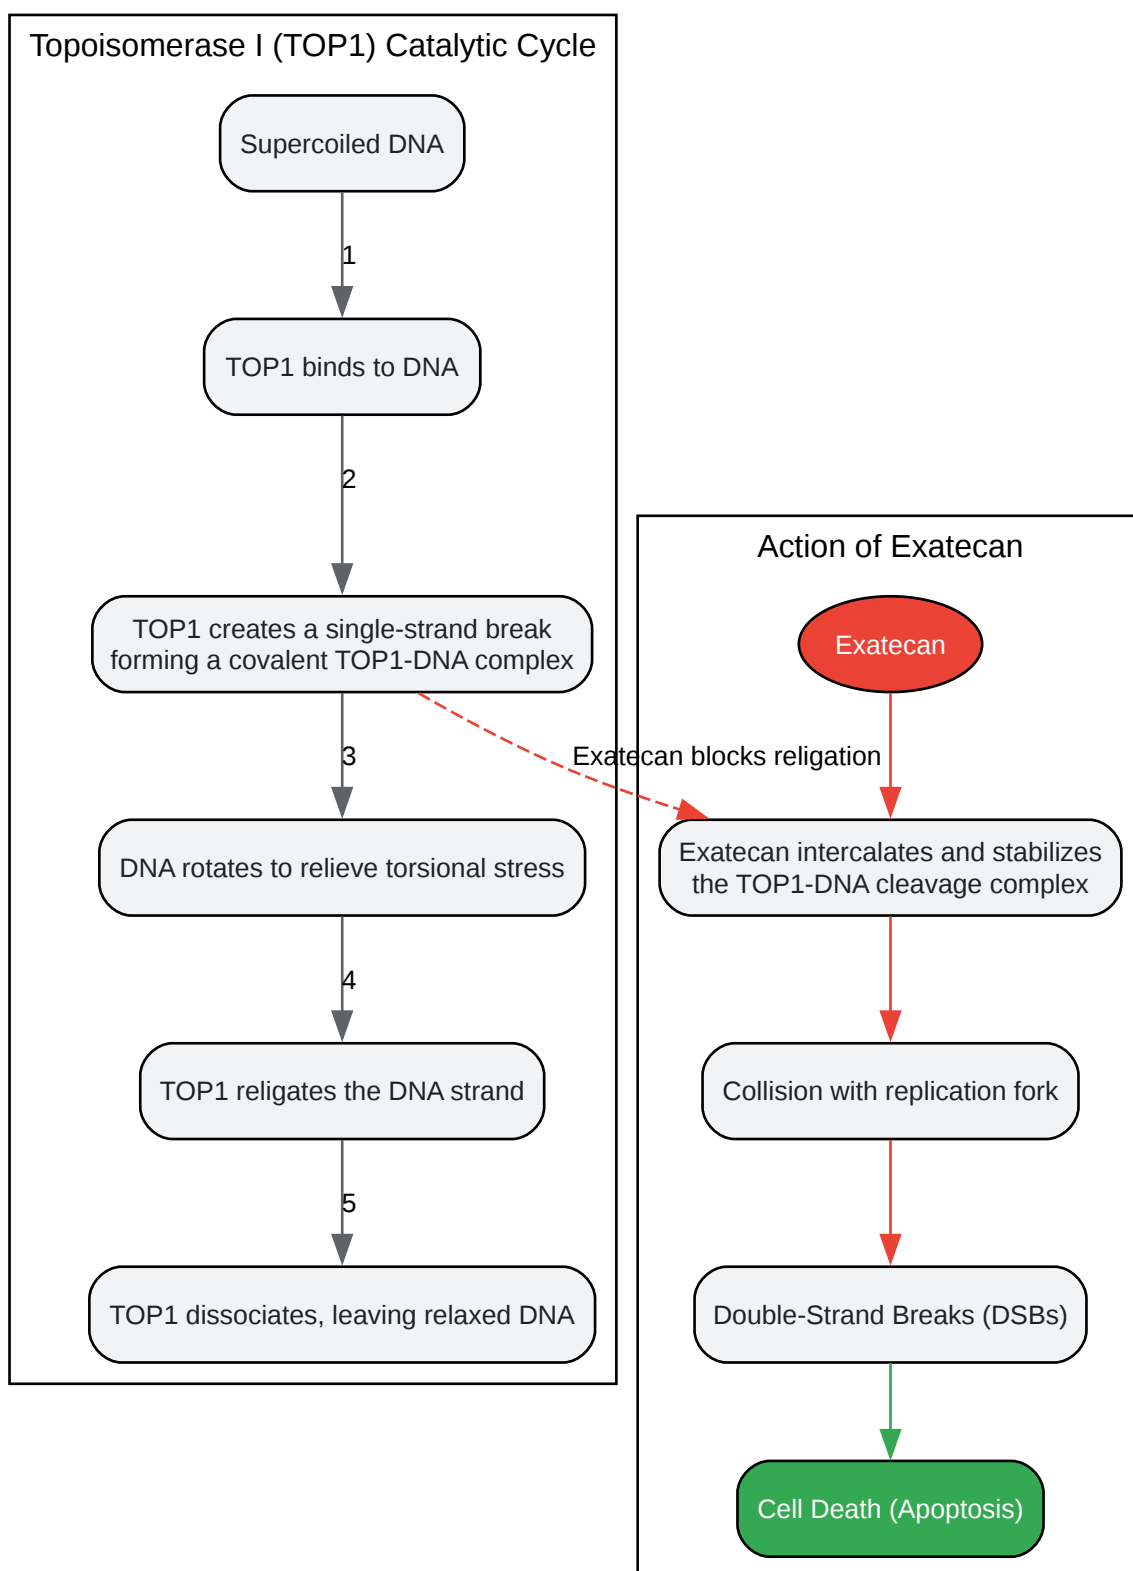 Topoisomerase I (TOP1) Catalytic Cycle
Supercoiled DNA
1
TOP1 binds to DNA
2
TOP1 creates a single-strand break
forming a covalent TOP1-DNA complex
3
DNA rotates to relieve torsional stress
4
TOP1 religates the DNA strand
5
TOP1 dissociates, leaving relaxed DNA
Action of Exatecan
Exatecan
Exatecan blocks religation
Exatecan intercalates and stabilizes
the TOP1-DNA cleavage complex
Collision with replication fork
Double-Strand Breaks (DSBs)
Cell Death (Apoptosis)